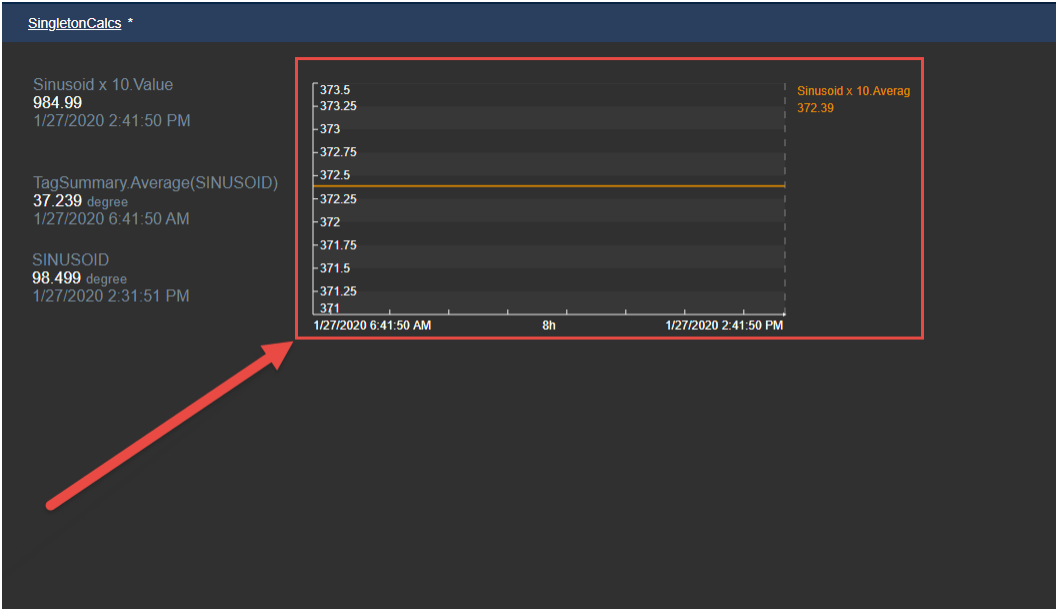 SingletonCalcs *
Sinusoid x 10.Value
984.99
1/27/2020 2:41:50 PM
TagSummary.Average(SINUSOID)
37.239 degree
1/27/2020 6:41:50 AM
SINUSOID
98.499 degree
1/27/2020 2:31:51 PM
373.5
373.25
373
372.75
372.5
372.25
372
371.75
371.5
371.25
371
1/27/2020 6:41:50 AM 8h 1/27/2020 2:41:50 PM
Sinusoid x 10.Averag
372.39